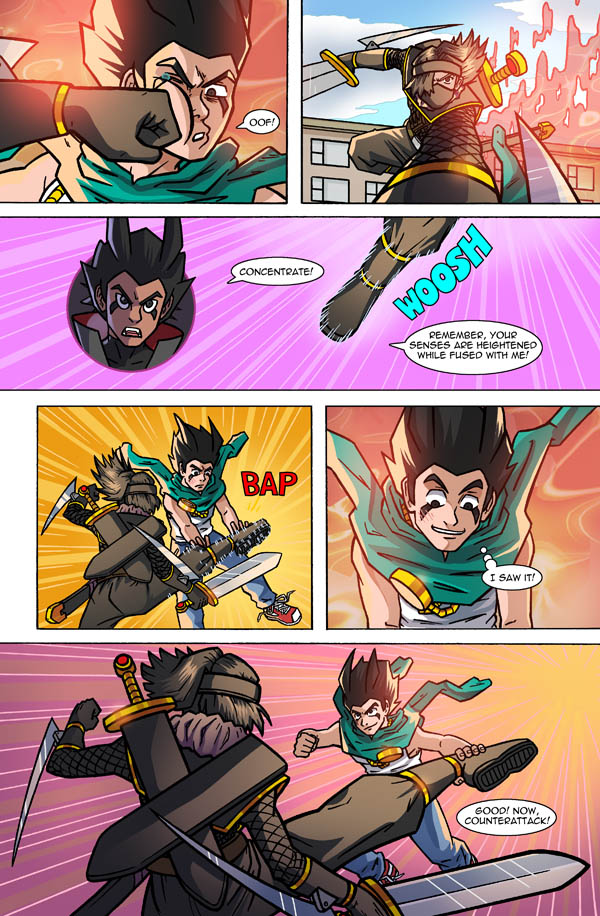 OOF!
CONCENTRATE!
WOOSH
REMEMBER, YOUR
SENSES ARE HEIGHTENED
WHILE FUSED WITH ME!
BAP
I SAW IT!
GOOD! NOW,
COUNTERATTACK!